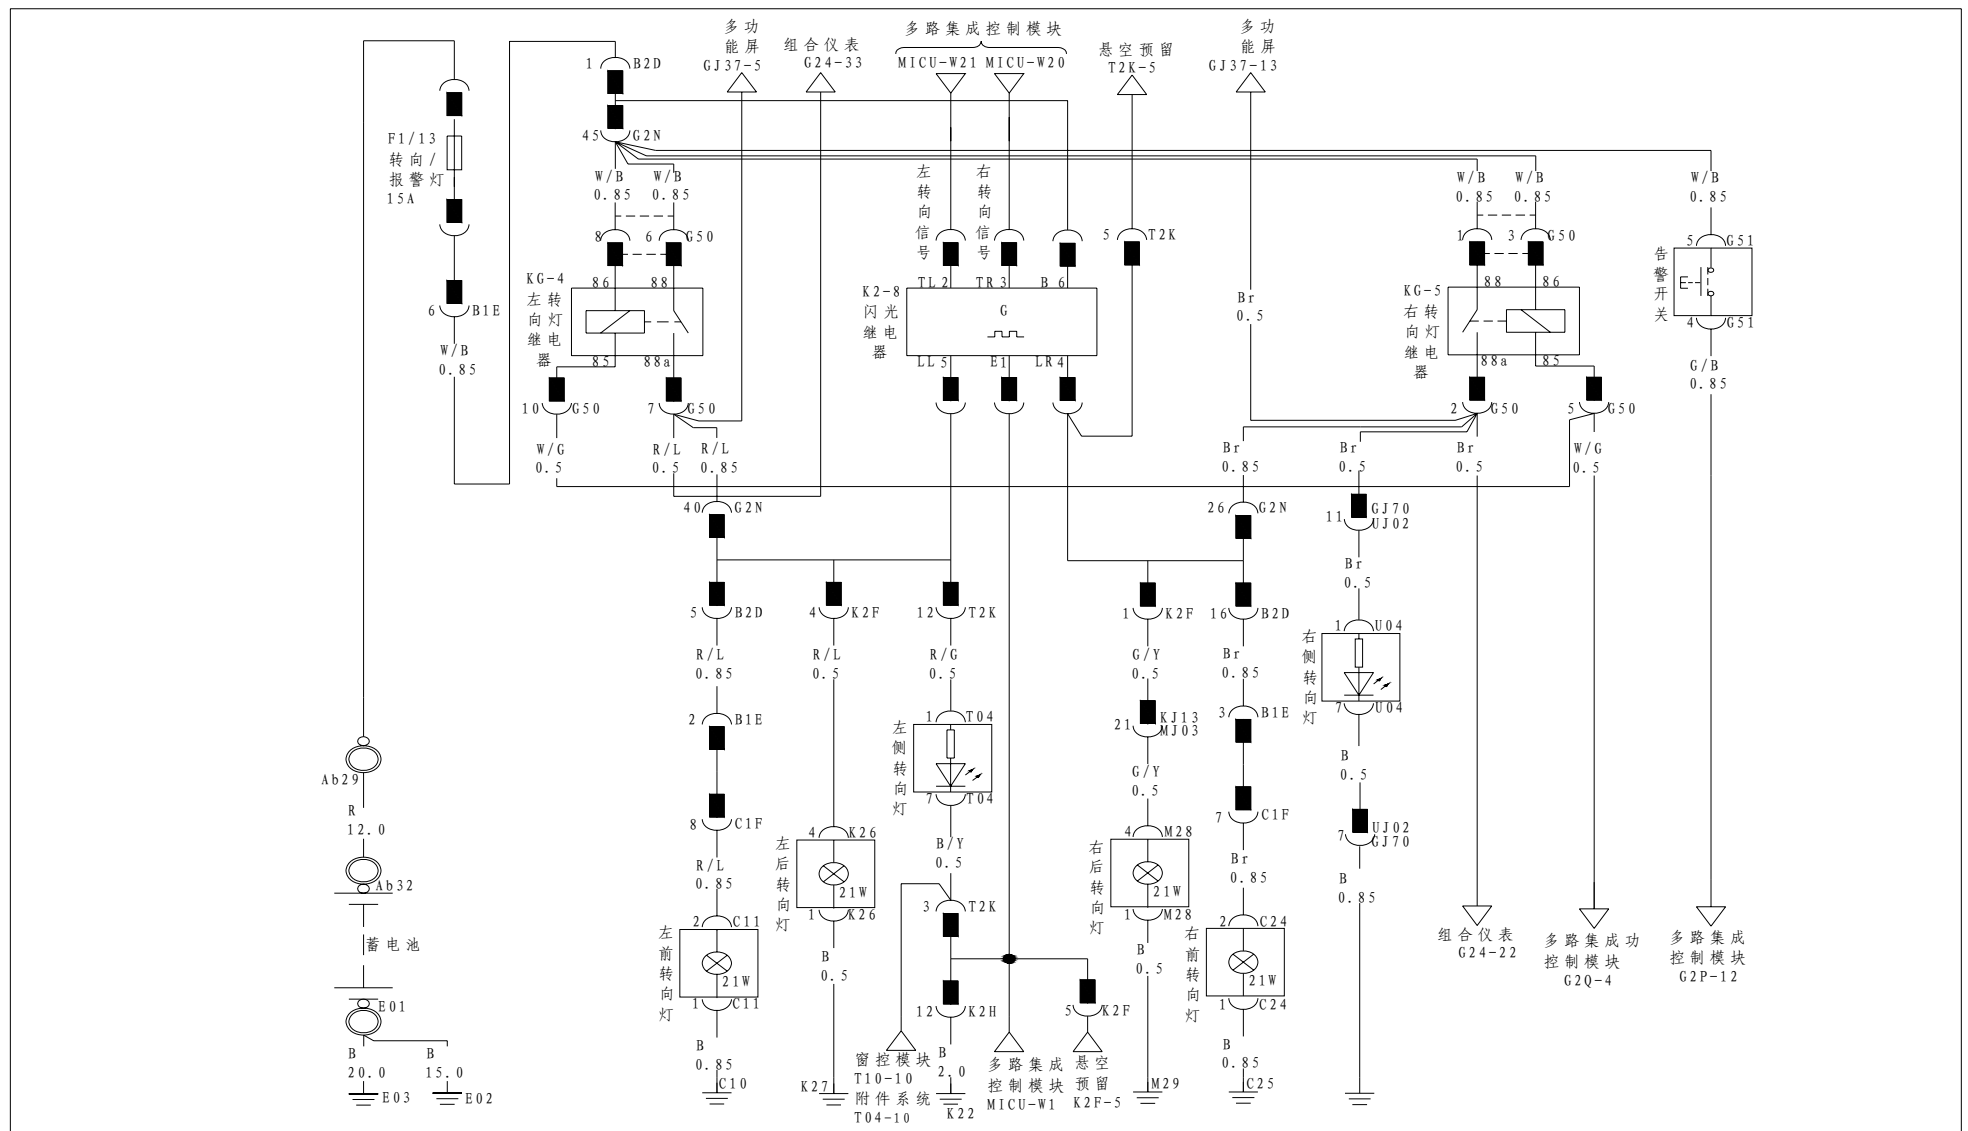 多功
能屏
GJ37-5
组合仪表
G24-33
多路集成控制模块
MICU-W21
MICU-W20
悬空预留
T2K-5
多功
能屏
GJ37-13
1
B2D
45
G2N
F1/13
转向/
报警灯
15A
W/B
0.85
W/B
0.85
左转向信号
右转向信号
W/B
0.85
W/B
0.85
W/B
0.85
8
6
G50
5
T2K
1
3
G50
5
G51
告警开关
KG-4
左转
向灯
继电
器
86
88
85
88a
K2-8
闪光
继电
器
TL
2
TR
3
B
6
G
LL
5
E
1
LR
4
Br
0.5
KG-5
右转
向灯
继电
器
88
86
88a
85
E
4
G51
6
B1E
W/B
0.85
G/B
0.85
10
G50
7
G50
2
G50
5
G50
W/G
0.5
R/L
0.5
R/L
0.85
Br
0.85
Br
0.5
Br
0.5
W/G
0.5
40
G2N
26
G2N
11
GJ70
UJ02
Br
0.5
5
B2D
4
K2F
12
T2K
1
K2F
16
B2D
R/L
0.85
R/L
0.5
R/G
0.5
G/Y
0.5
Br
0.85
右侧转向灯
1
U04
7
U04
2
B1E
左侧转向灯
1
T04
7
T04
21
KJ13
MJ03
3
B1E
G/Y
0.5
B
0.5
Ab29
R
12.0
Ab32
蓄电池
E01
B
20.0
B
15.0
E03
E02
8
C1F
R/L
0.85
左后转向灯
4
K26
21W
1
K26
B
0.5
K27
B/Y
0.5
3
T2K
12
K2H
B
2.0
K22
右后转向灯
4
M28
21W
1
M28
B
0.5
M29
7
C1F
Br
0.85
7
UJ02
GJ70
B
0.85
左前转向灯
2
C11
21W
1
C11
B
0.85
C10
右前转向灯
2
C24
21W
1
C24
B
0.85
C25
5
K2F
窗控模块
T10-10
附件系统
T04-10
多路集成
控制模块
MICU-W1
悬空
预留
K2F-5
组合仪表
G24-22
多路集成功
控制模块
G2Q-4
多路集成
控制模块
G2P-12